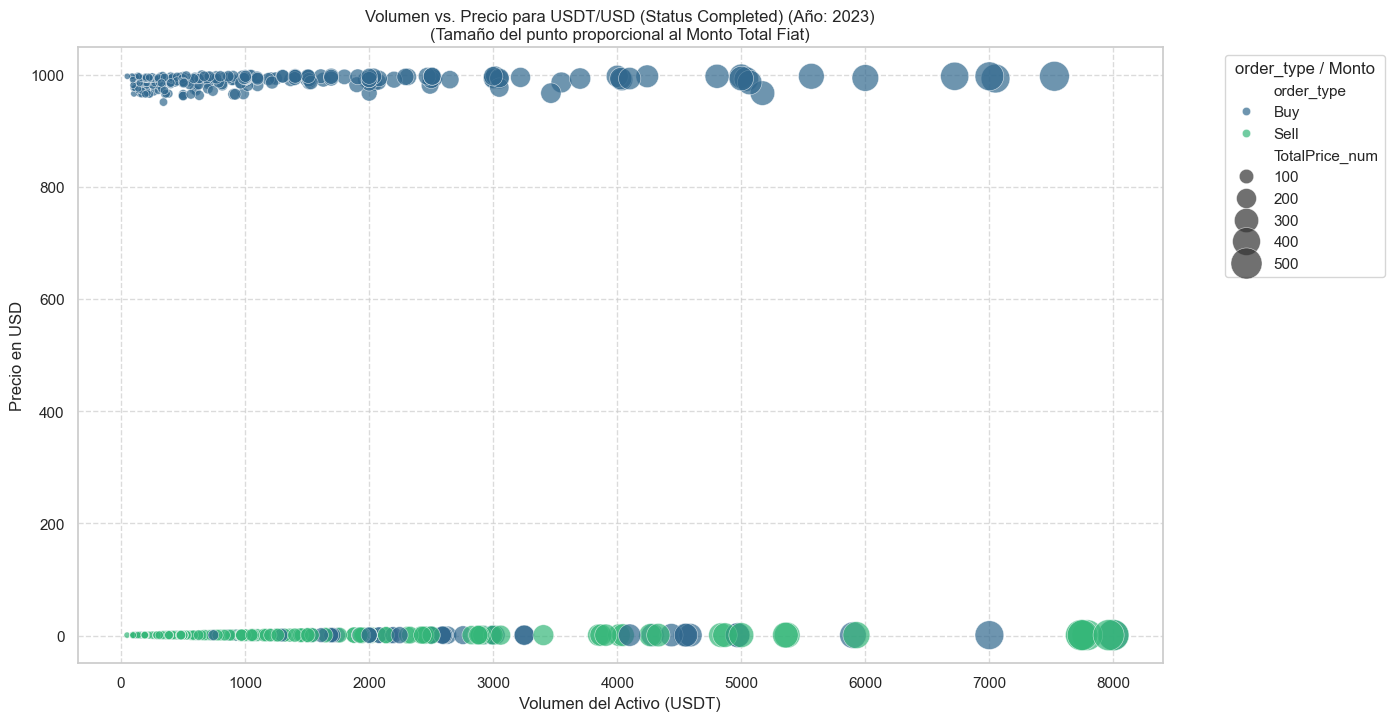 Volumen vs. Precio para USDT/USD (Status Completed) (Año: 2023)
(Tamaño del punto proporcional al Monto Total Fiat)
Precio en USD
1000
800
600
400
200
0
0 1000 2000 3000 4000 5000 6000 7000 8000
Volumen del Activo (USDT)
order_type / Monto
order_type
Buy
Sell
TotalPrice_num
100
200
300
400
500